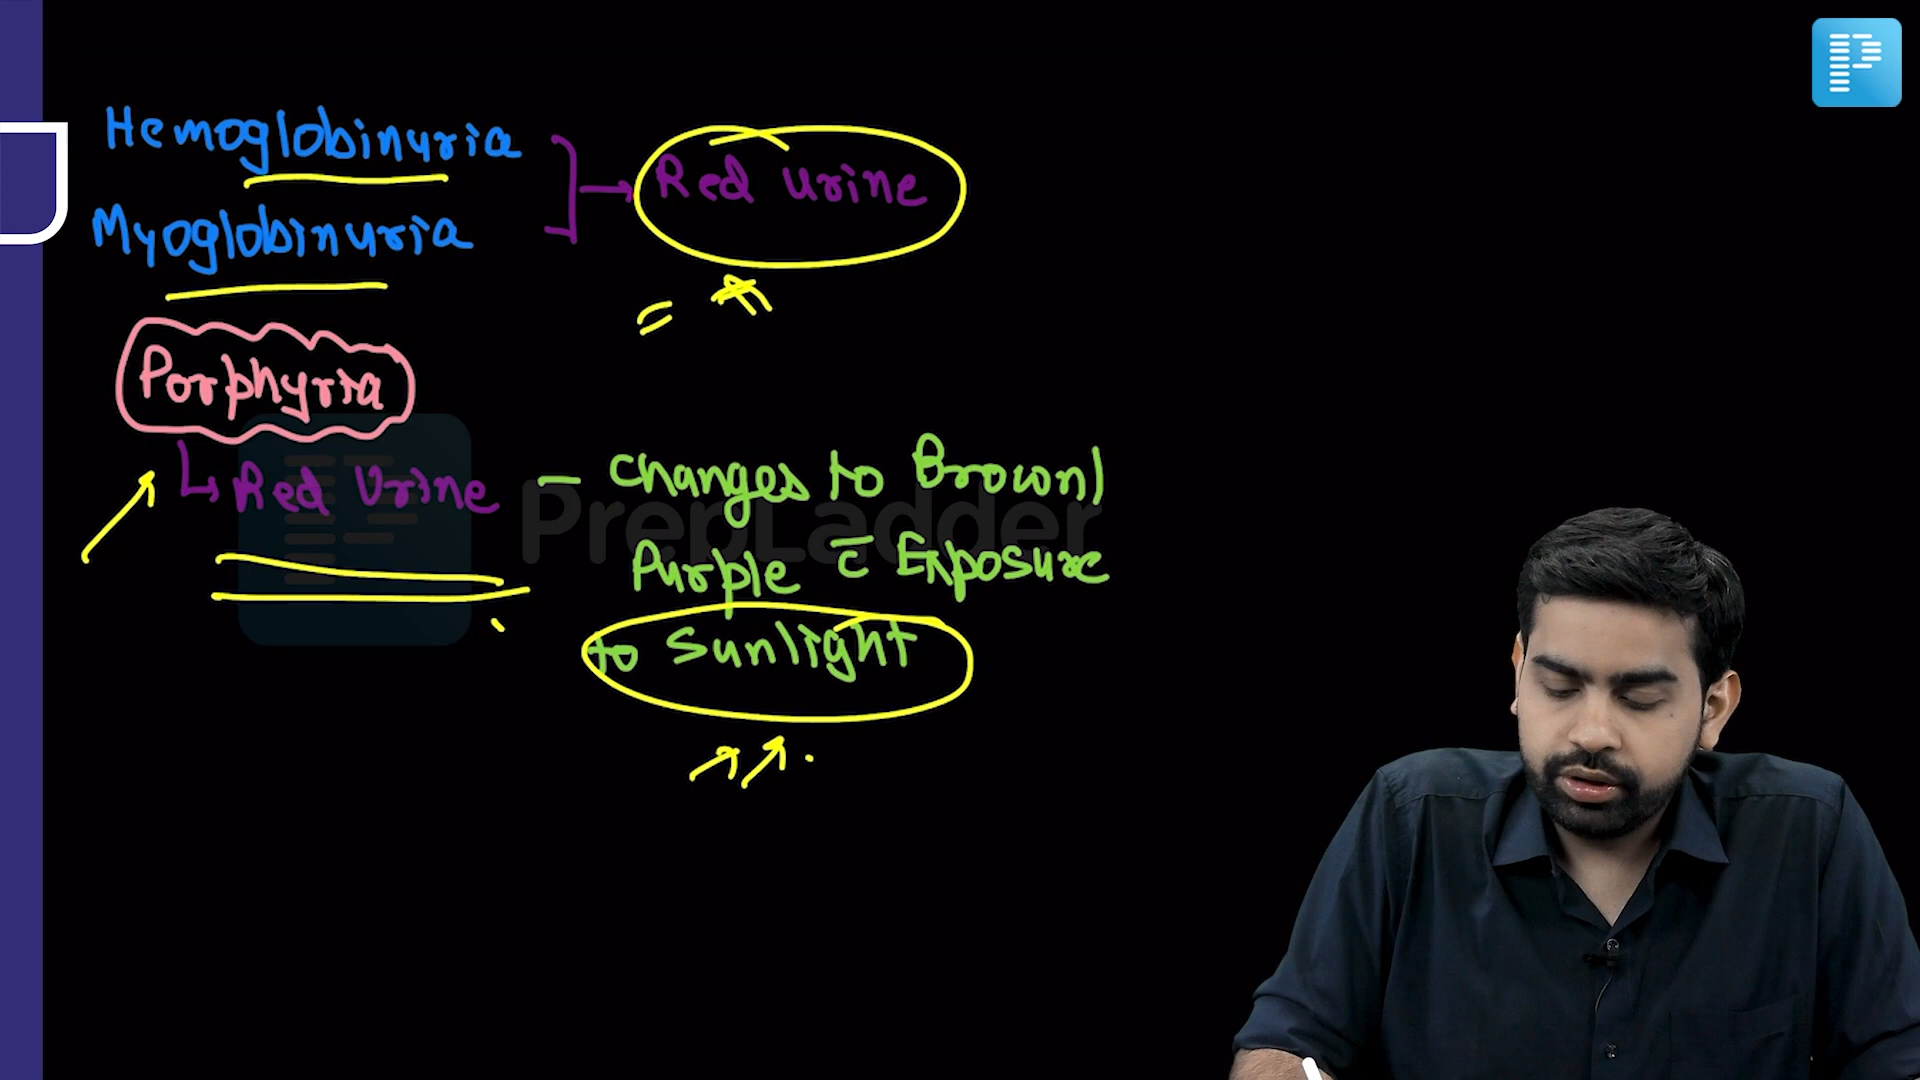 Hemoglobinuria
Myoglobinuria
Red Urine
Porphyria
Red Urine - Changes to Brown/
Purple c̄ Exposure
to Sunlight
PrepLadder